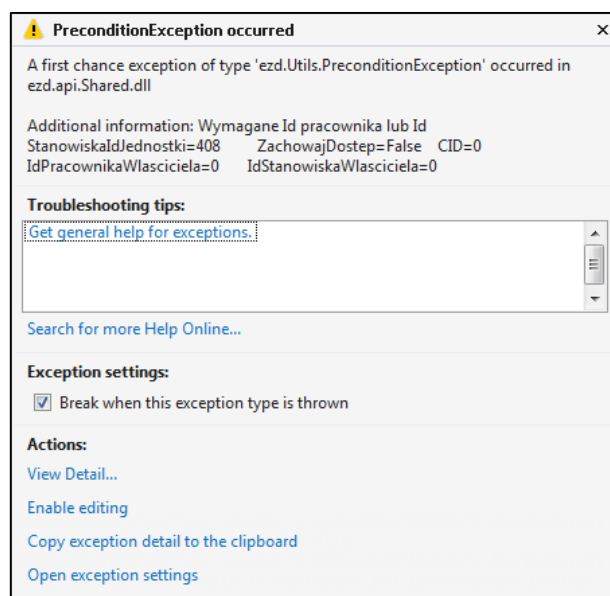 PreconditionException occurred
A first chance exception of type 'ezd.Utils.PreconditionException' occurred in
ezd.api.Shared.dll
Additional information: Wymagane Id pracownika lub Id
StanowiskaIdJednostki=408 ZachowajDostep=False CID=0
IdPracownikaWlasciciela=0 IdStanowiskaWlasciciela=0
Troubleshooting tips:
Get general help for exceptions.
Search for more Help Online...
Exception settings:
Break when this exception type is thrown
Actions:
View Detail...
Enable editing
Copy exception detail to the clipboard
Open exception settings